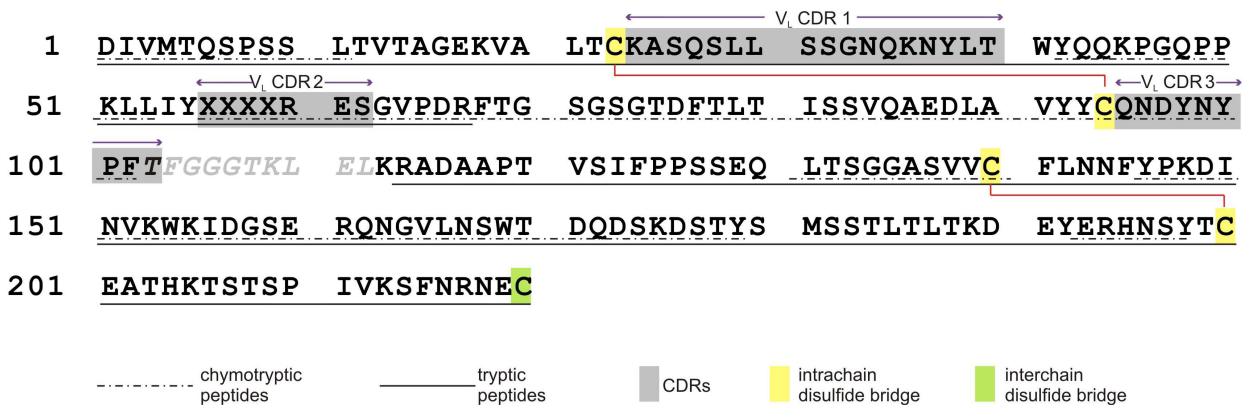 V_L CDR 1
1 DIVMTQSPSS LTVTAGEKVA LTCKASQSLL SSGNQKNYLT WYQQKPGQPP
V_L CDR 2 V_L CDR 3
51 KLLIYXXXXR ESGVPDRFTG SGSGTDFTLT ISSVQAEDLA VYYCQNDYNY
101 PFTFGGGTKL ELKRADAAPT VSIFPPSSEQ LTSGGASVVC FLNNFYPKDI
151 NVKWKIDGSE RQNGVLNSWT DQDSKDSTYS MSSTLTLTKD EYERHNSYTC
201 EATHKTSTSP IVKSFNRNEC
chymotryptic peptides tryptic peptides CDRs intrachain disulfide bridge interchain disulfide bridge